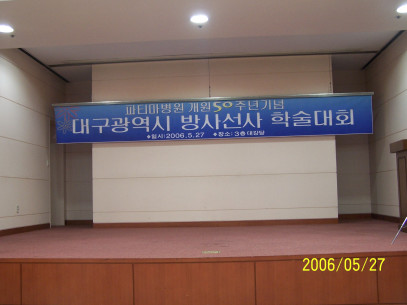 파티마병원 개원 50주년기념
대구광역시 방사선사 학술대회
◆일시:2006.5.27 ◆장소:3층 대강당
2006/05/27